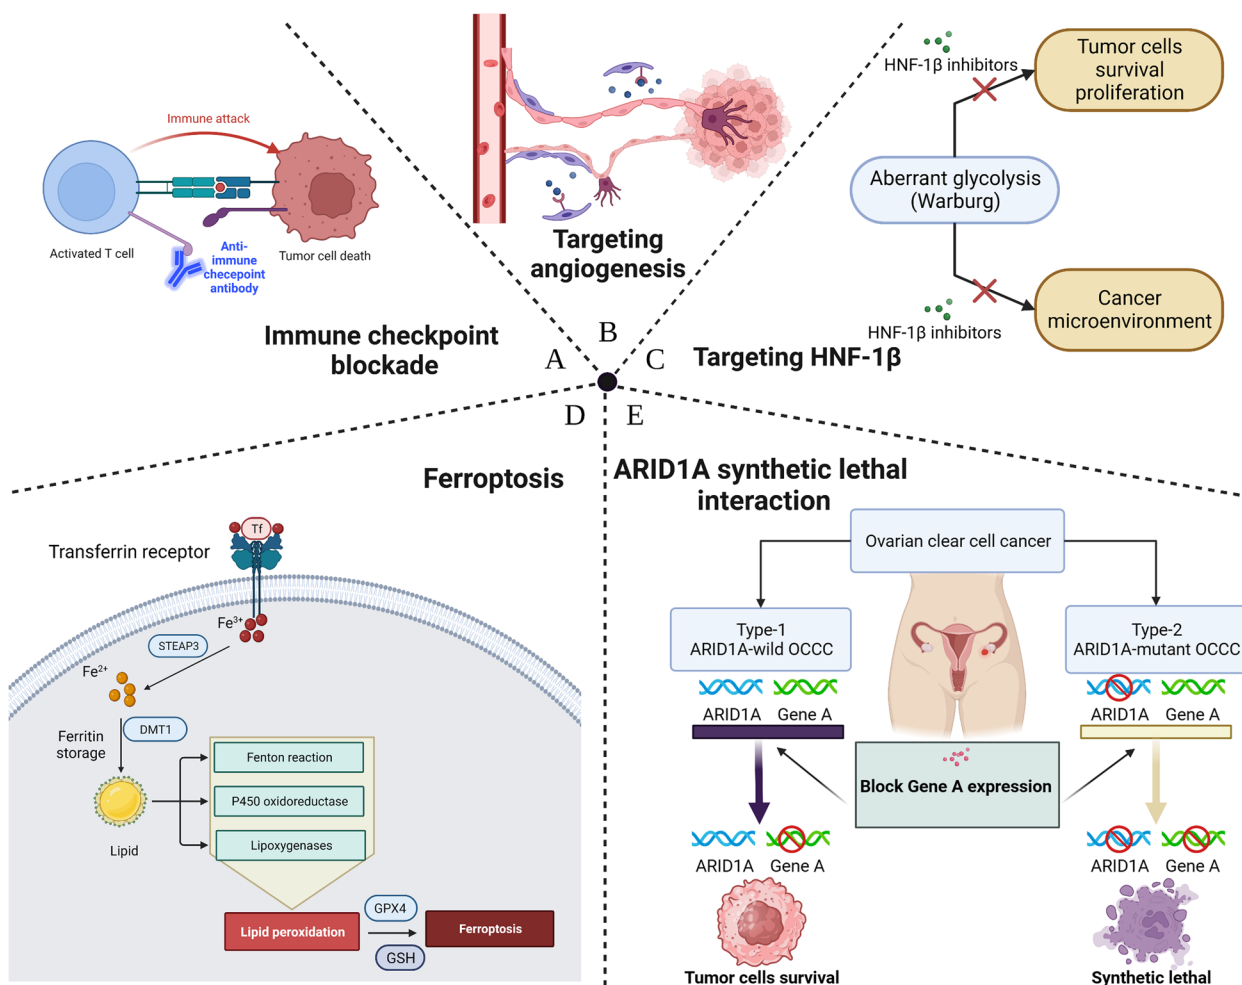 Immune attack
Activated T cell
Tumor cell death
Anti-
immune
checepoint
antibody
Immune checkpoint
blockade
A
Targeting
angiogenesis
B
HNF-1β inhibitors
Tumor cells
survival
proliferation
Aberrant glycolysis
(Warburg)
HNF-1β inhibitors
Cancer
microenvironment
Targeting HNF-1β
C
D
Ferroptosis
Tf
Transferrin receptor
Fe3+
STEAP3
Fe2+
DMT1
Ferritin
storage
Lipid
Fenton reaction
P450 oxidoreductase
Lipoxygenases
Lipid peroxidation
GPX4
GSH
Ferroptosis
E
ARID1A synthetic lethal
interaction
Ovarian clear cell cancer
Type-1
ARID1A-wild OCCC
Type-2
ARID1A-mutant OCCC
ARID1A Gene A
ARID1A Gene A
Block Gene A expression
ARID1A Gene A
ARID1A Gene A
Tumor cells survival
Synthetic lethal